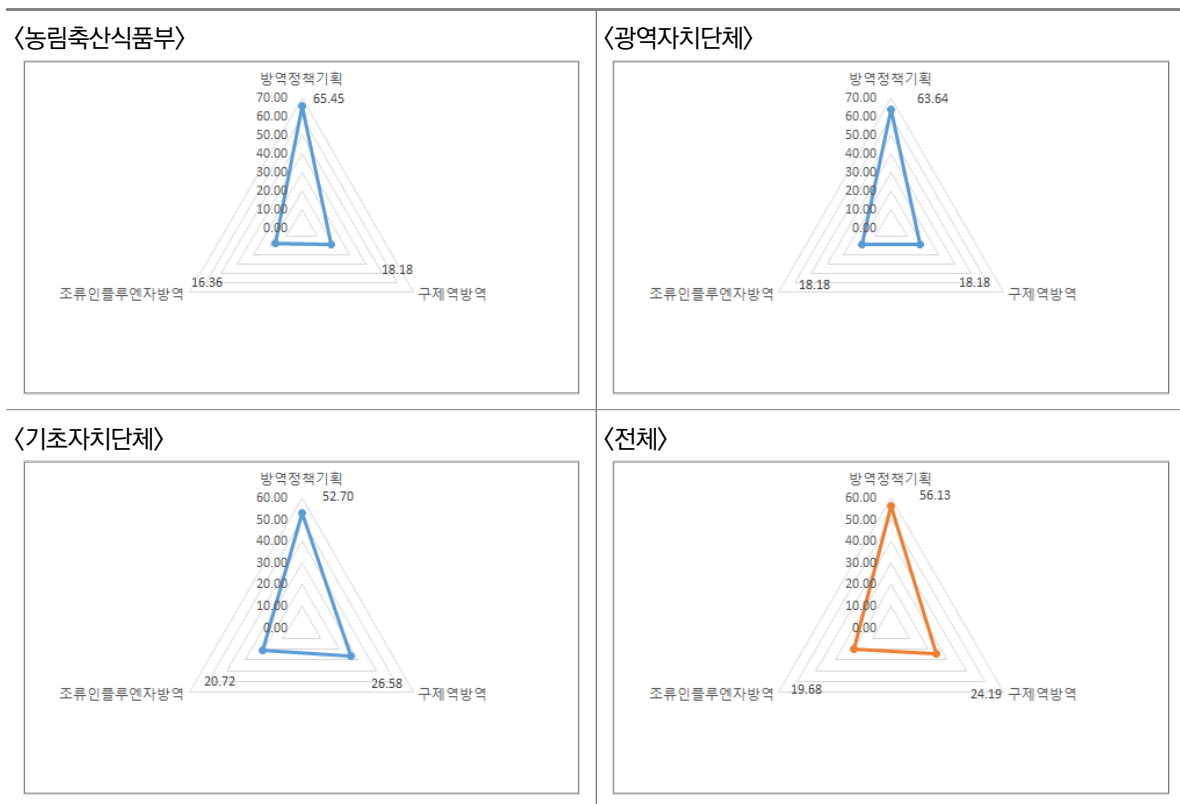 〈농림축산식품부〉
방역정책기획
70.00
65.45
60.00
50.00
40.00
30.00
20.00
10.00
0.00
18.18
16.36
조류인플루엔자방역
구제역방역
〈광역자치단체〉
방역정책기획
70.00
63.64
60.00
50.00
40.00
30.00
20.00
10.00
0.00
18.18
18.18
조류인플루엔자방역
구제역방역
〈기초자치단체〉
방역정책기획
60.00
52.70
50.00
40.00
30.00
20.00
10.00
0.00
20.72
26.58
조류인플루엔자방역
구제역방역
〈전체〉
방역정책기획
60.00
56.13
50.00
40.00
30.00
20.00
10.00
0.00
조류인플루엔자방역
19.68
24.19
구제역방역